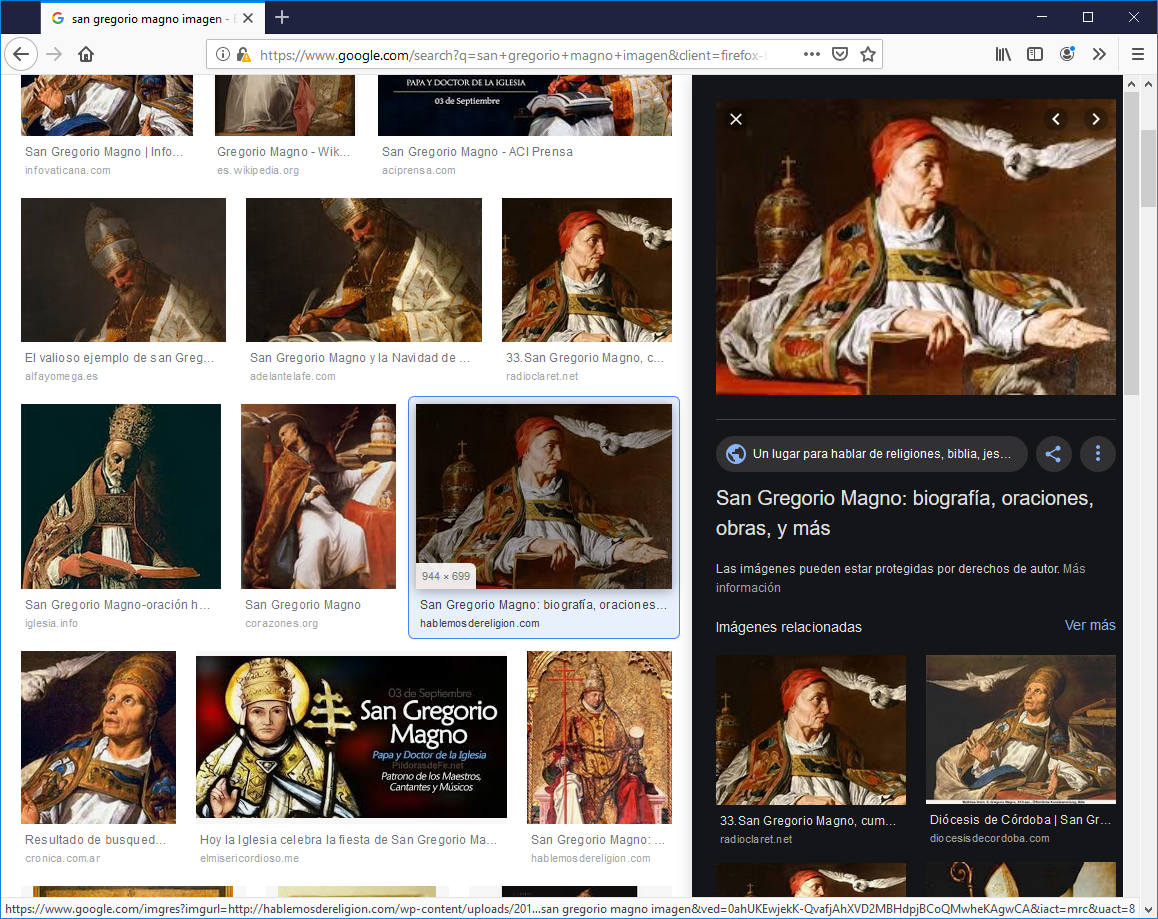 san gregorio magno imagen -
https://www.google.com/search?q=san+gregorio+magno+imagen&client=firefox-
PAPA Y DOCTOR DE LA IGLESIA
03 de Septiembre
San Gregorio Magno | Info...
infovaticana.com
Gregorio Magno - Wik...
es.wikipedia.org
San Gregorio Magno - ACI Prensa
aciprensa.com
El valioso ejemplo de san Greg...
alfayomega.es
San Gregorio Magno y la Navidad de ...
adelantelafe.com
33.San Gregorio Magno, c...
radioclaret.net
San Gregorio Magno-oración h...
iglesia.info
San Gregorio Magno
corazones.org
944 × 699
San Gregorio Magno: biografía, oraciones...
hablemosdereligion.com
03 de Septiembre
San Gregorio
Magno
Papa y Doctor de la Iglesia
PildorasdeFe.net
Patrono de los Maestros,
Cantantes y Músicos
Resultado de busqued...
cronica.com.ar
Hoy la Iglesia celebra la fiesta de San Gregorio Ma...
elmisericordioso.me
San Gregorio Magno: ...
hablemosdereligion.com
Un lugar para hablar de religiones, biblia, jes...
San Gregorio Magno: biografía, oraciones,
obras, y más
Las imágenes pueden estar protegidas por derechos de autor. Más
información
Imágenes relacionadas
Ver más
33.San Gregorio Magno, cum...
radioclaret.net
Diócesis de Córdoba | San Gr...
diocesisdecordoba.com
https://www.google.com/imgres?imgurl=http://hablemosdereligion.com/wp-content/uploads/201...san gregorio magno imagen&ved=0ahUKEwjekK-QvafjAhXVD2MBHdpjBCoQMwheKAgwCA&iact=mrc&uact=8